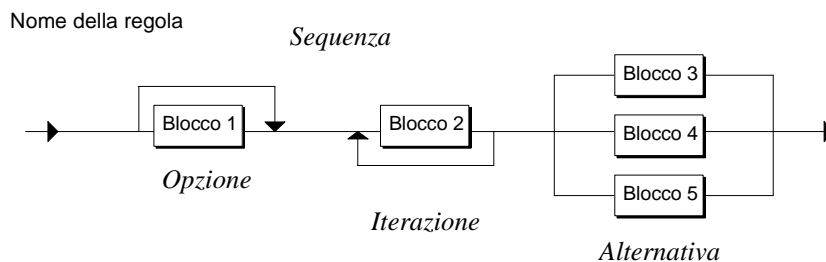 Nome della regola
Sequenza
Blocco 1
Blocco 2
Blocco 3
Blocco 4
Blocco 5
Opzione
Iterazione
Alternativa